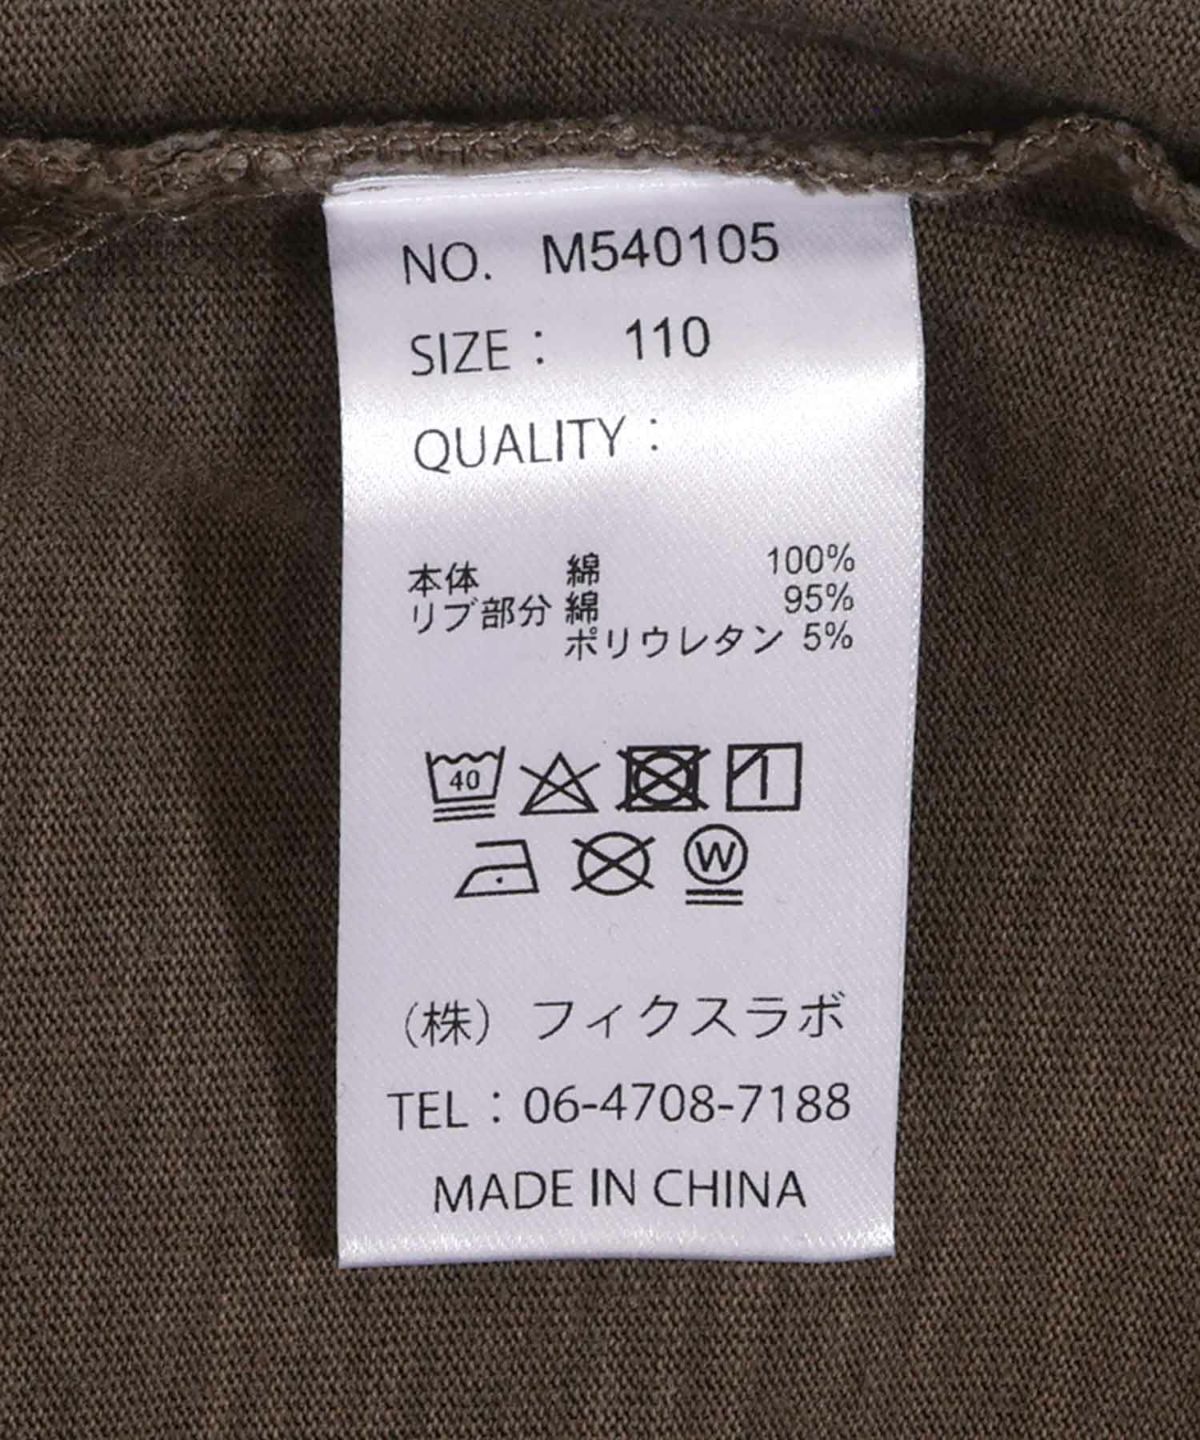 NO. M540105
SIZE： 110
QUALITY：
本体 綿 100%
リブ部分 綿 95%
ポリウレタン 5%
40
W
（株）フィクスラボ
TEL：06-4708-7188
MADE IN CHINA